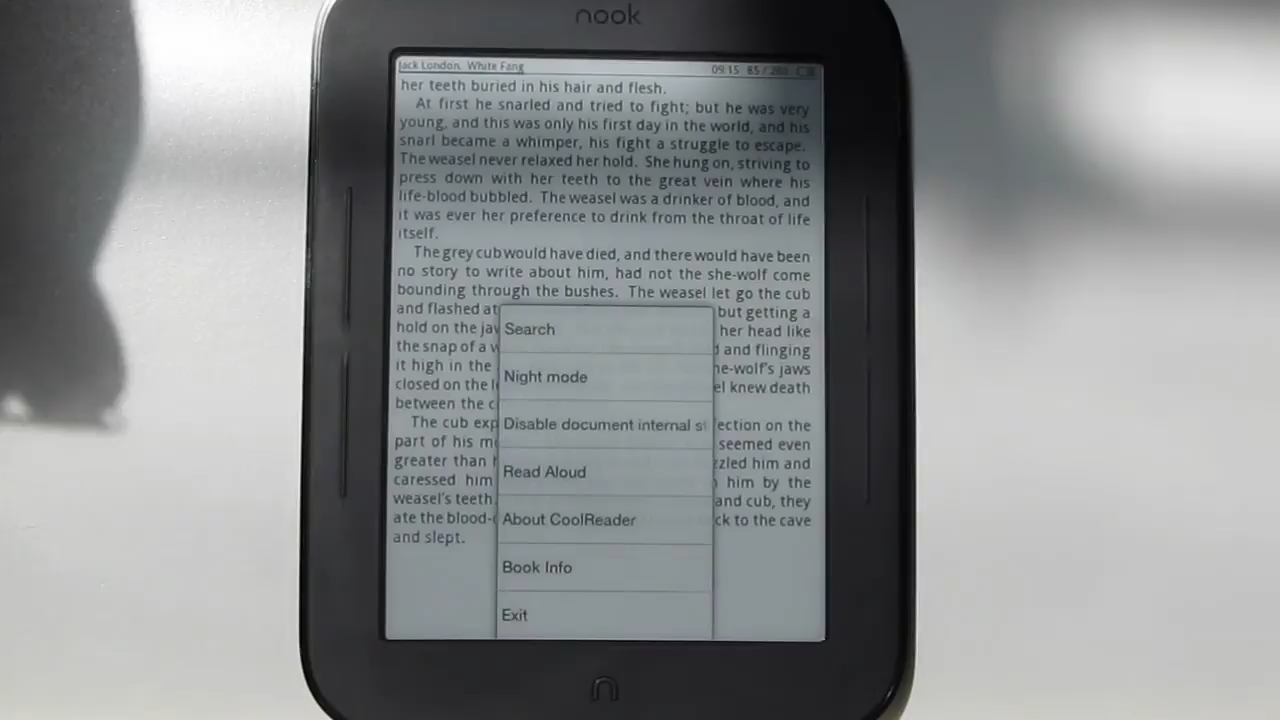 nook
Jack London. White Fang 09:15 85 / 280
her teeth buried in his hair and flesh.
At first he snarled and tried to fight; but he was very
young, and this was only his first day in the world, and his
snarl became a whimper, his fight a struggle to escape.
The weasel never relaxed her hold. She hung on, striving to
press down with her teeth to the great vein where his
life-blood bubbled. The weasel was a drinker of blood, and
it was ever her preference to drink from the throat of life
itself.
The grey cub would have died, and there would have been
no story to write about him, had not the she-wolf come
bounding through the bushes. The weasel let go the cub
and flashed at but getting a
hold on the jaw her head like
the snap of a w and flinging
it high in the he-wolf's jaws
closed on the l el knew death
between the c
The cub exp ection on the
part of his m seemed even
greater than zzled him and
caressed him him by the
weasel's teeth. and cub, they
ate the blood- ck to the cave
and slept.
Search
Night mode
Disable document internal s
Read Aloud
About CoolReader
Book Info
Exit
n